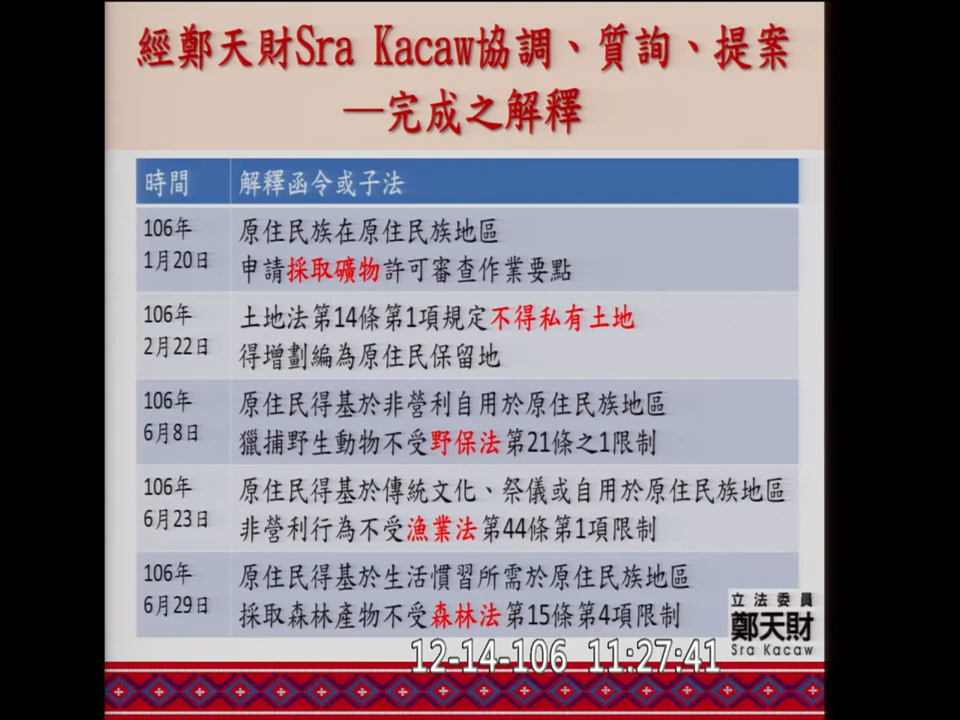 經鄭天財Sra Kacaw協調、質詢、提案
—完成之解釋
時間 解釋函令或子法
106年
1月20日
原住民族在原住民族地區
申請採取礦物許可審查作業要點
106年
2月22日
土地法第14條第1項規定不得私有土地
得增劃編為原住民保留地
106年
6月8日
原住民得基於非營利自用於原住民族地區
獵捕野生動物不受野保法第21條之1限制
106年
6月23日
原住民得基於傳統文化、祭儀或自用於原住民族地區
非營利行為不受漁業法第44條第1項限制
106年
6月29日
原住民得基於生活慣習所需於原住民族地區
採取森林產物不受森林法第15條第4項限制
立法委員
鄭天財
Sra Kacaw
12-14-106 11:27:41